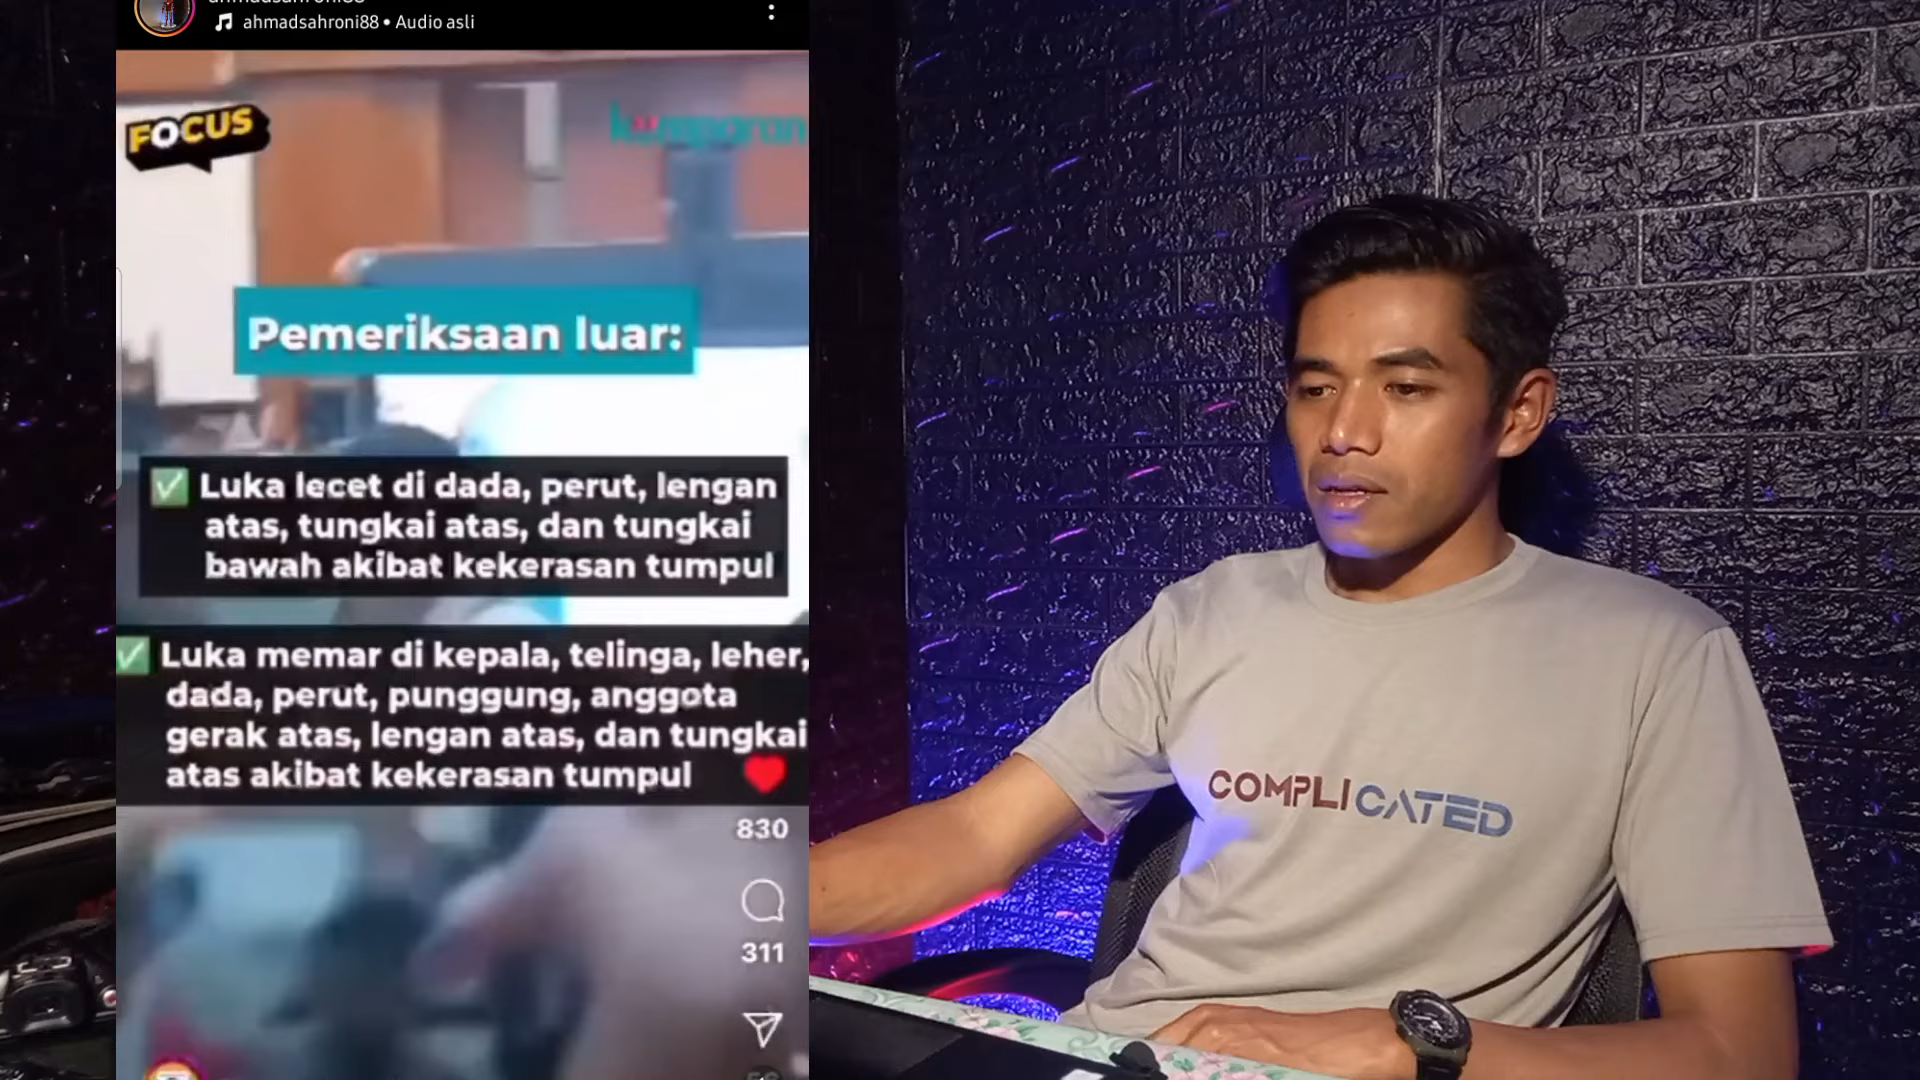 ahmadsahroni88
ahmadsahroni88 • Audio asli
FOCUS
kumparan
Pemeriksaan luar:
✅ Luka lecet di dada, perut, lengan
atas, tungkai atas, dan tungkai
bawah akibat kekerasan tumpul
✅ Luka memar di kepala, telinga, leher,
dada, perut, punggung, anggota
gerak atas, lengan atas, dan tungkai
atas akibat kekerasan tumpul
830
311
COMPLICATED